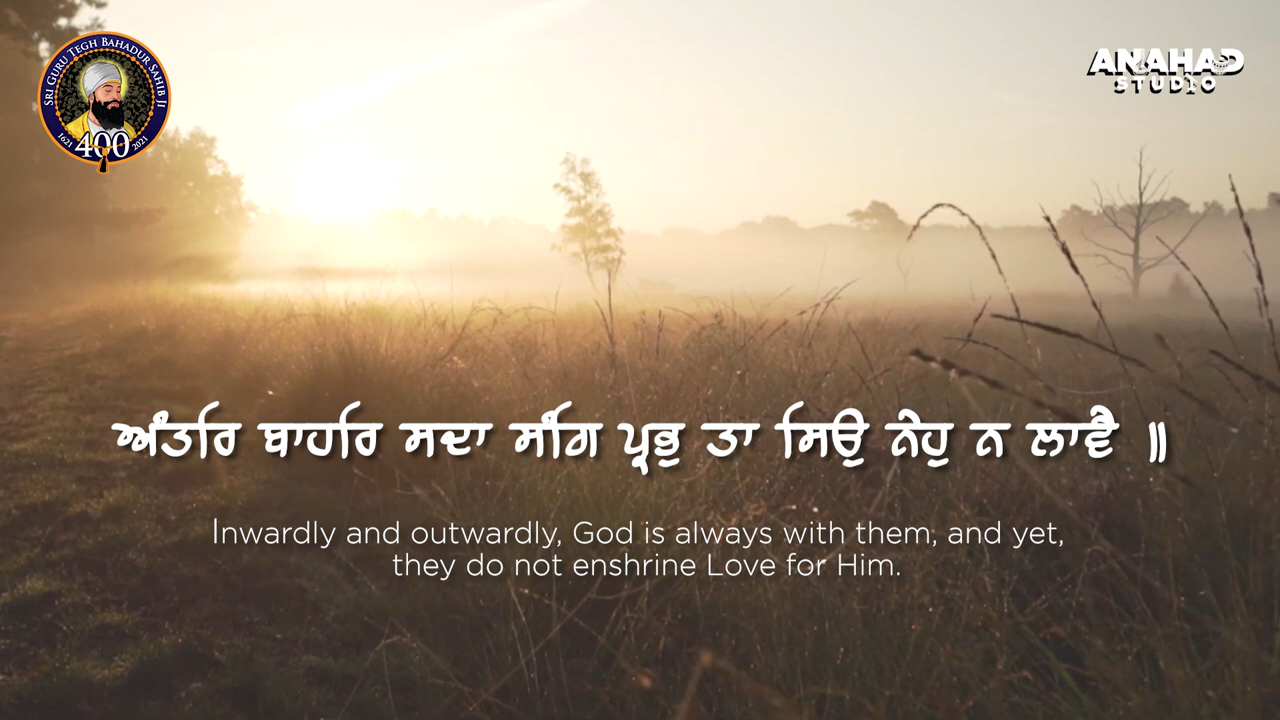 SRI GURU TEGH BAHADUR SAHIB JI
1621 400 2021
ANAHAD
STUDIO
ਅੰਤਰਿ ਬਾਹਰਿ ਸਦਾ ਸੰਗਿ ਪ੍ਰਭੁ ਤਾ ਸਿਉ ਨੇਹੁ ਨ ਲਾਵੈ ॥
Inwardly and outwardly, God is always with them, and yet,
they do not enshrine Love for Him.